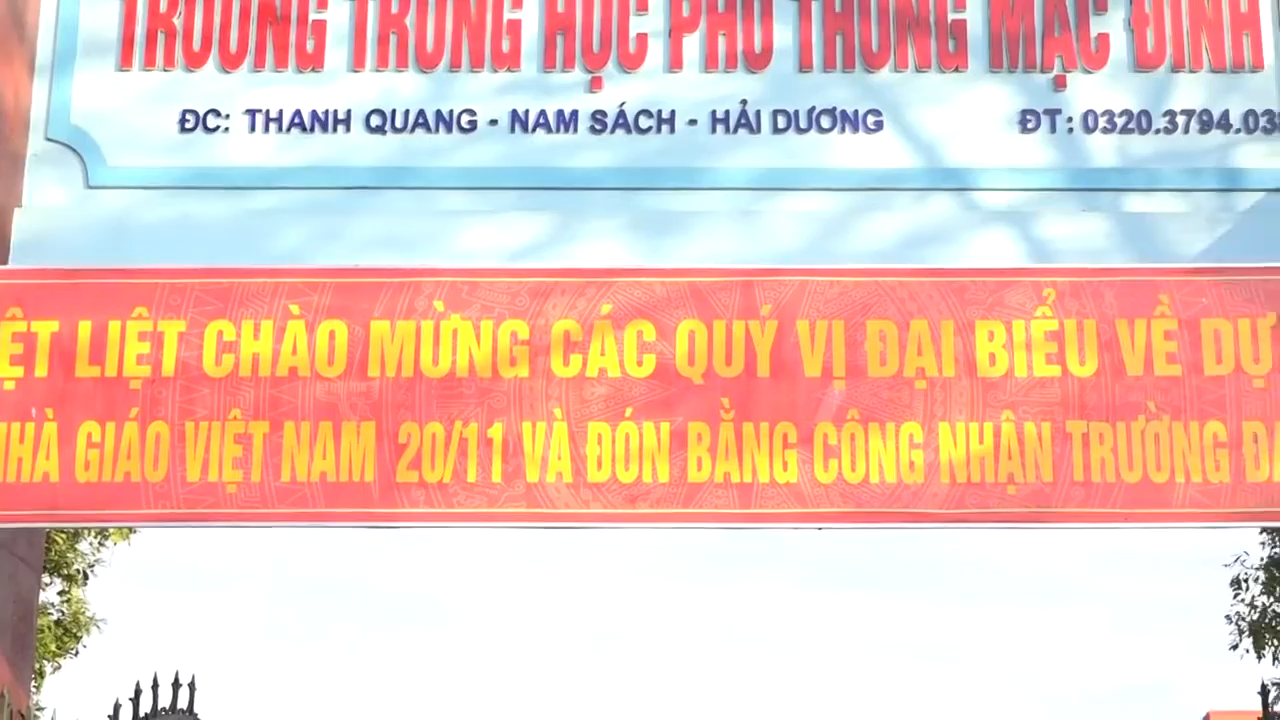 TRƯỜNG TRUNG HỌC PHỔ THÔNG MẠC ĐĨNH
ĐC: THANH QUANG - NAM SÁCH - HẢI DƯƠNG ĐT: 0320.3794.03
LIỆT CHÀO MỪNG CÁC QUÝ VỊ ĐẠI BIỂU VỀ DỰ
NHÀ GIÁO VIỆT NAM 20/11 VÀ ĐÓN BẰNG CÔNG NHẬN TRƯỜNG